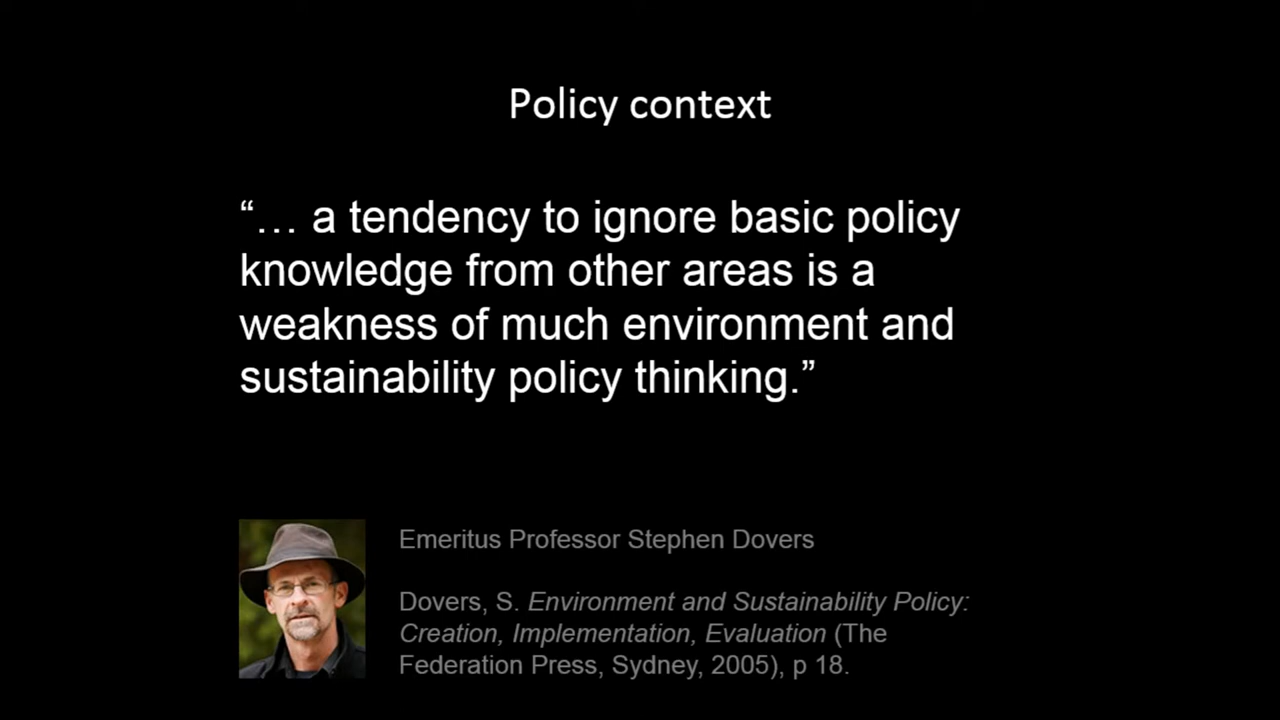 Policy context
“… a tendency to ignore basic policy
knowledge from other areas is a
weakness of much environment and
sustainability policy thinking.”
Emeritus Professor Stephen Dovers
Dovers, S. Environment and Sustainability Policy:
Creation, Implementation, Evaluation (The
Federation Press, Sydney, 2005), p 18.